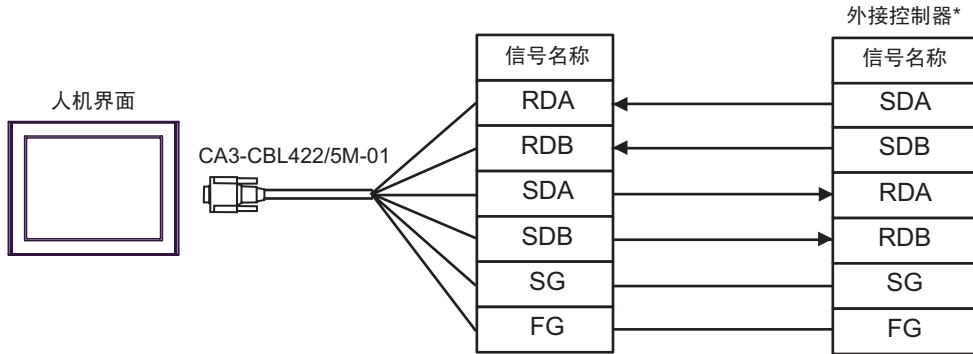 外接控制器*
信号名称
信号名称
人机界面
RDA
SDA
CA3-CBL422/5M-01
RDB
SDB
SDA
RDA
SDB
RDB
SG
SG
FG
FG